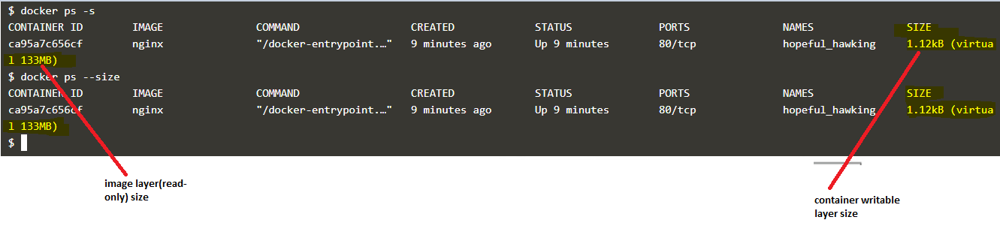 $ docker ps -s
CONTAINER ID IMAGE COMMAND CREATED STATUS PORTS NAMES SIZE
ca95a7c656cf nginx "/docker-entrypoint.…" 9 minutes ago Up 9 minutes 80/tcp hopeful_hawking 1.12kB (virtua
l 133MB)
$ docker ps --size
CONTAINER ID IMAGE COMMAND CREATED STATUS PORTS NAMES SIZE
ca95a7c656cf nginx "/docker-entrypoint.…" 9 minutes ago Up 9 minutes 80/tcp hopeful_hawking 1.12kB (virtua
l 133MB)
$
image layer(read-
only) size
container writable
layer size